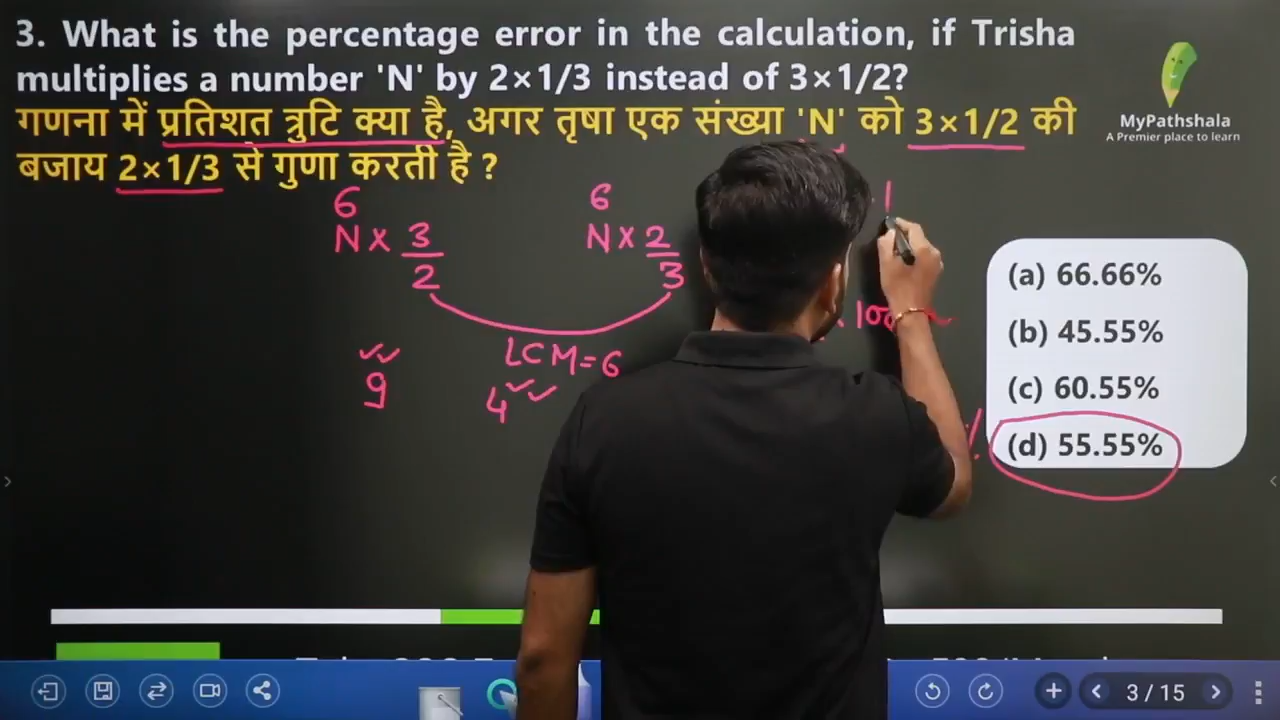 3. What is the percentage error in the calculation, if Trisha
multiplies a number 'N' by 2×1/3 instead of 3×1/2?
गणना में प्रतिशत त्रुटि क्या है, अगर तृषा एक संख्या 'N' को 3×1/2 की
बजाय 2×1/3 से गुणा करती है ?
MyPathshala
A Premier place to learn
6
N × 3/2
6
N × 2/3
LCM=6
9
4
(a) 66.66%
(b) 45.55%
(c) 60.55%
(d) 55.55%
3 / 15